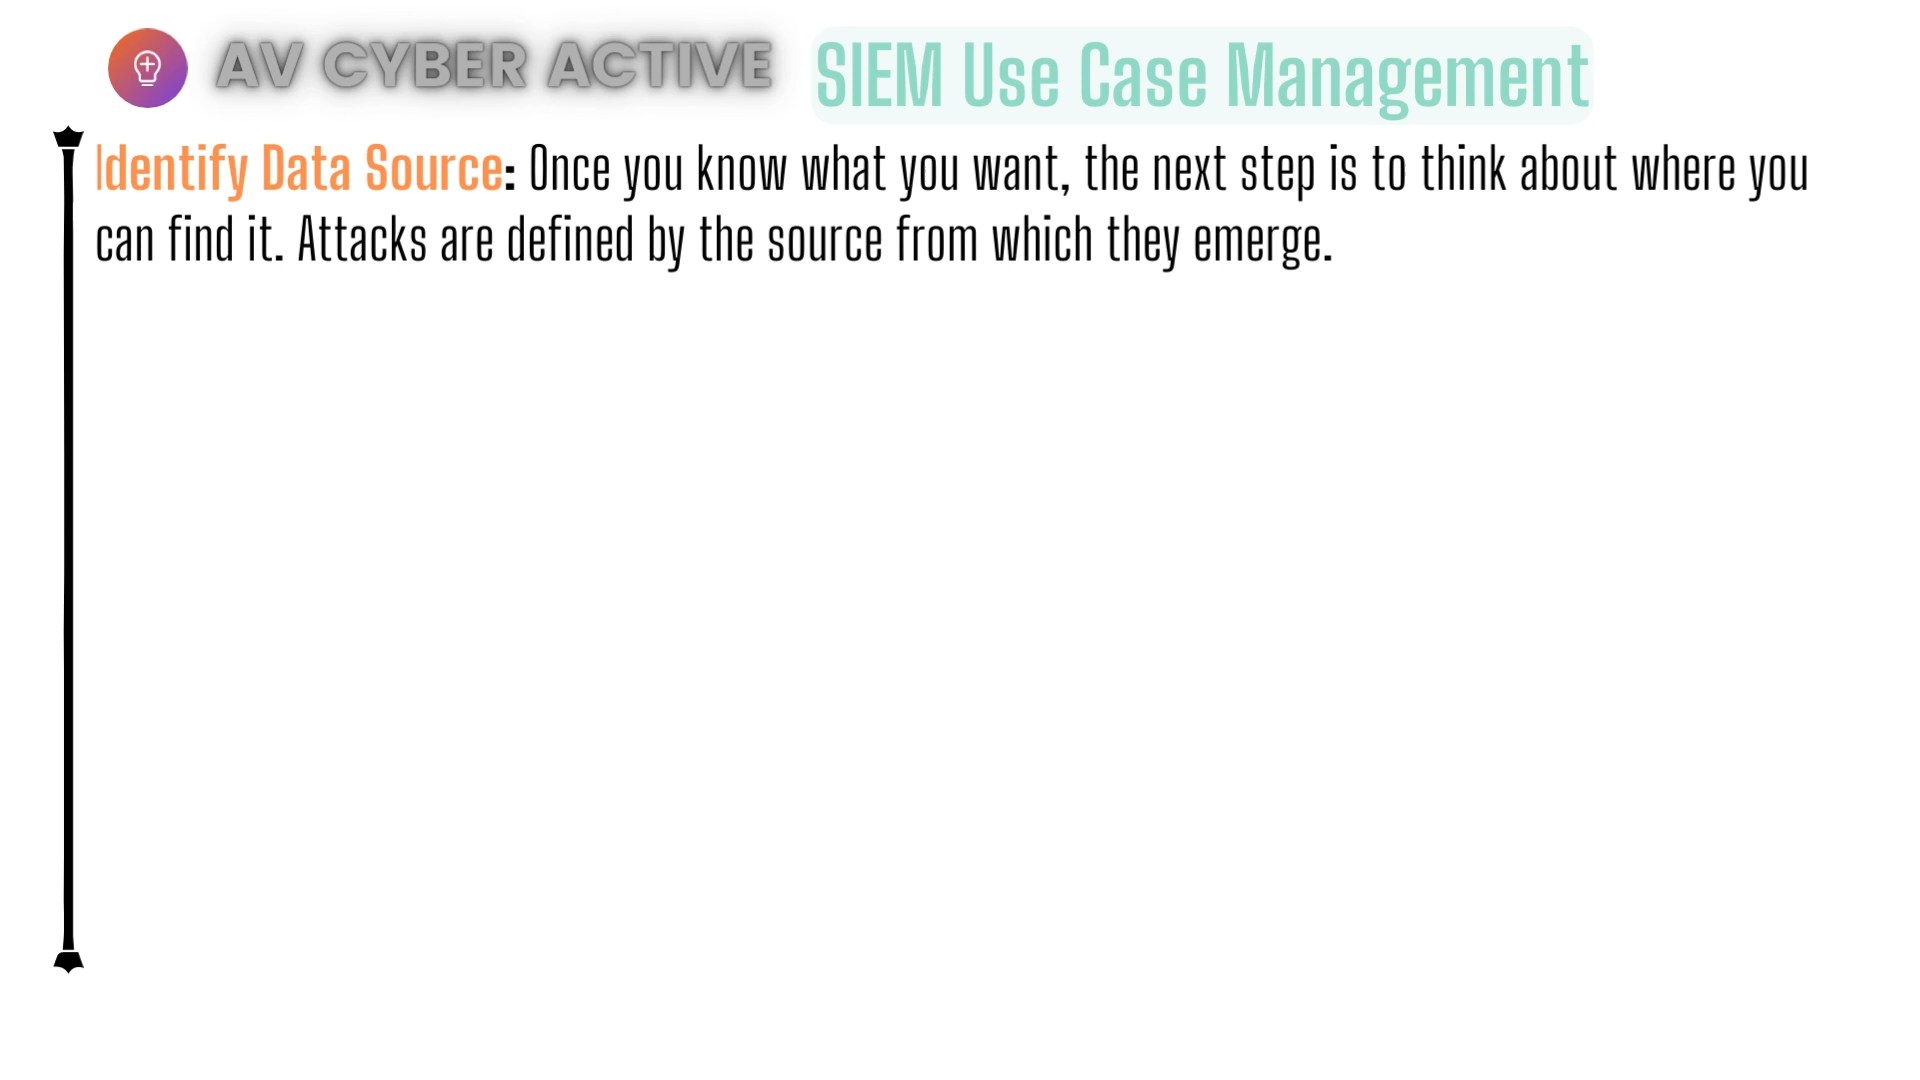 AV CYBER ACTIVE
SIEM Use Case Management
Identify Data Source: Once you know what you want, the next step is to think about where you
can find it. Attacks are defined by the source from which they emerge.